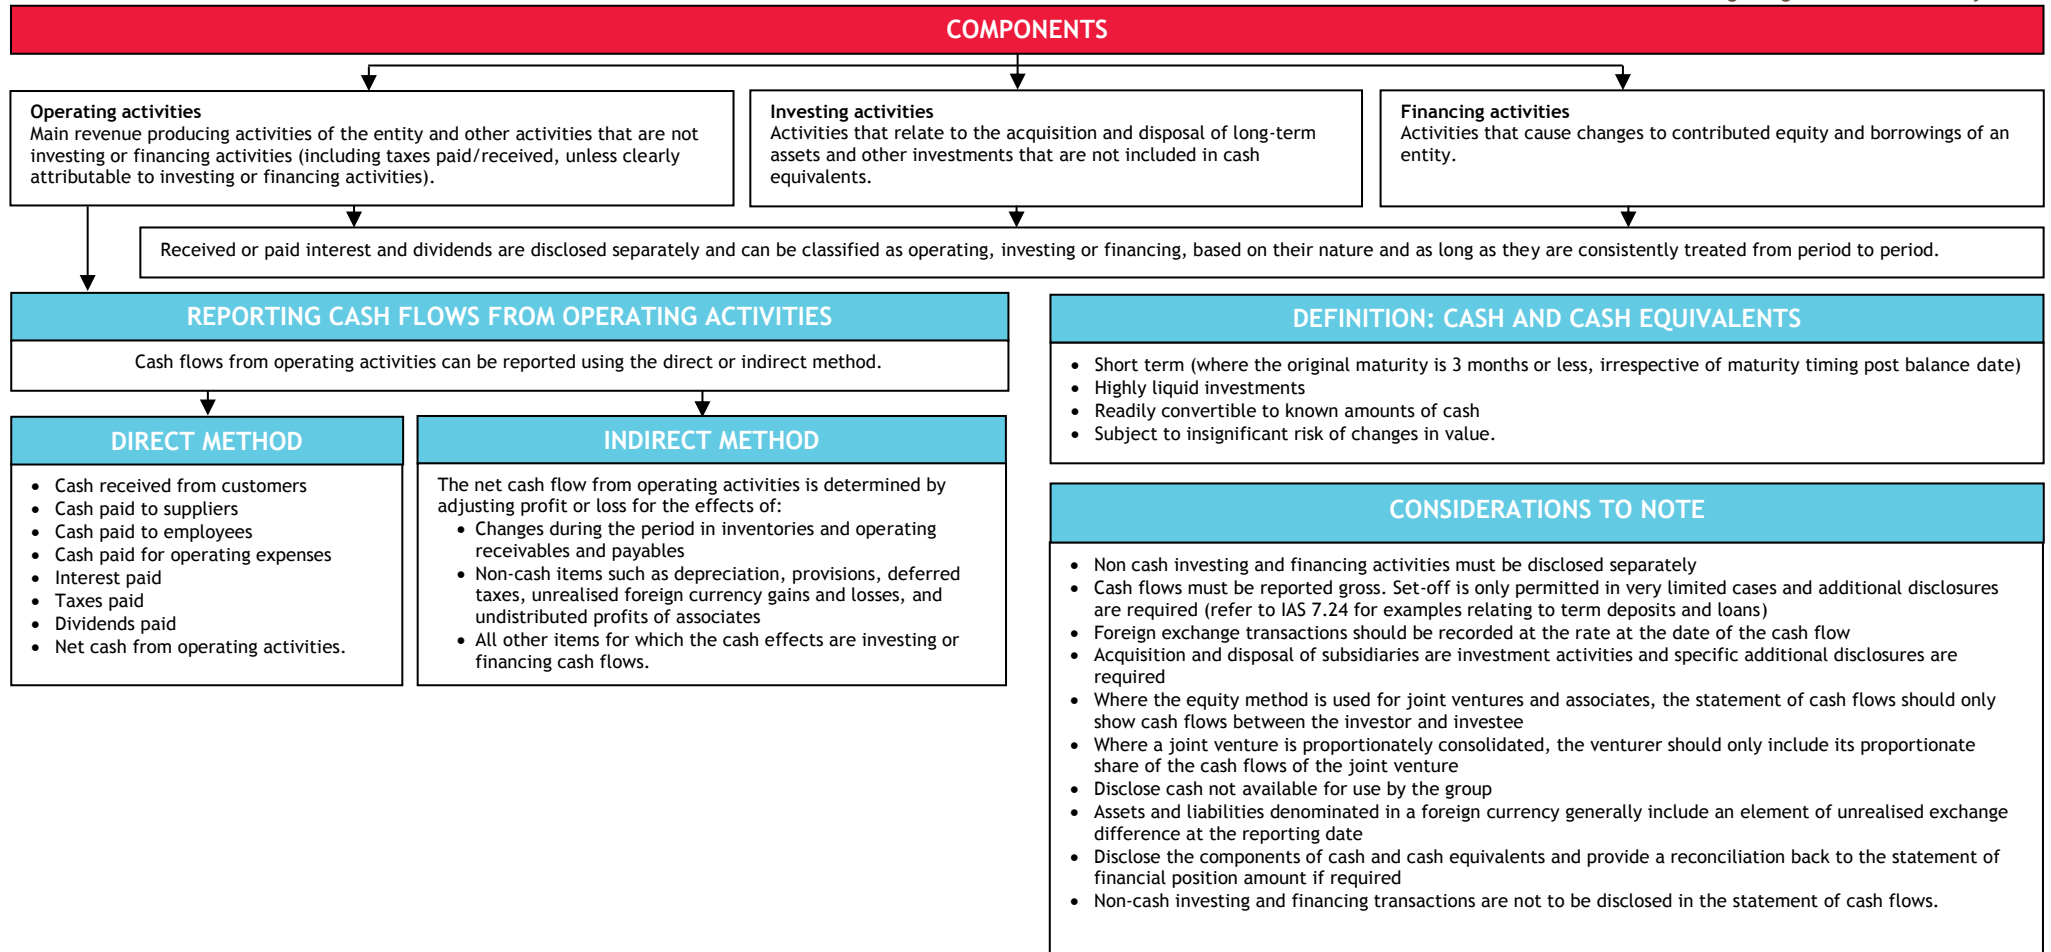 COMPONENTS
Operating activities
Main revenue producing activities of the entity and other activities that are not
investing or financing activities (including taxes paid/received, unless clearly
attributable to investing or financing activities).
Investing activities
Activities that relate to the acquisition and disposal of long-term
assets and other investments that are not included in cash
equivalents.
Financing activities
Activities that cause changes to contributed equity and borrowings of an
entity.
Received or paid interest and dividends are disclosed separately and can be classified as operating, investing or financing, based on their nature and as long as they are consistently treated from period to period.
REPORTING CASH FLOWS FROM OPERATING ACTIVITIES
Cash flows from operating activities can be reported using the direct or indirect method.
DIRECT METHOD
• Cash received from customers
• Cash paid to suppliers
• Cash paid to employees
• Cash paid for operating expenses
• Interest paid
• Taxes paid
• Dividends paid
• Net cash from operating activities.
INDIRECT METHOD
The net cash flow from operating activities is determined by
adjusting profit or loss for the effects of:
• Changes during the period in inventories and operating
receivables and payables
• Non-cash items such as depreciation, provisions, deferred
taxes, unrealised foreign currency gains and losses, and
undistributed profits of associates
• All other items for which the cash effects are investing or
financing cash flows.
DEFINITION: CASH AND CASH EQUIVALENTS
• Short term (where the original maturity is 3 months or less, irrespective of maturity timing post balance date)
• Highly liquid investments
• Readily convertible to known amounts of cash
• Subject to insignificant risk of changes in value.
CONSIDERATIONS TO NOTE
• Non cash investing and financing activities must be disclosed separately
• Cash flows must be reported gross. Set-off is only permitted in very limited cases and additional disclosures
are required (refer to IAS 7.24 for examples relating to term deposits and loans)
• Foreign exchange transactions should be recorded at the rate at the date of the cash flow
• Acquisition and disposal of subsidiaries are investment activities and specific additional disclosures are
required
• Where the equity method is used for joint ventures and associates, the statement of cash flows should only
show cash flows between the investor and investee
• Where a joint venture is proportionately consolidated, the venturer should only include its proportionate
share of the cash flows of the joint venture
• Disclose cash not available for use by the group
• Assets and liabilities denominated in a foreign currency generally include an element of unrealised exchange
difference at the reporting date
• Disclose the components of cash and cash equivalents and provide a reconciliation back to the statement of
financial position amount if required
• Non-cash investing and financing transactions are not to be disclosed in the statement of cash flows.